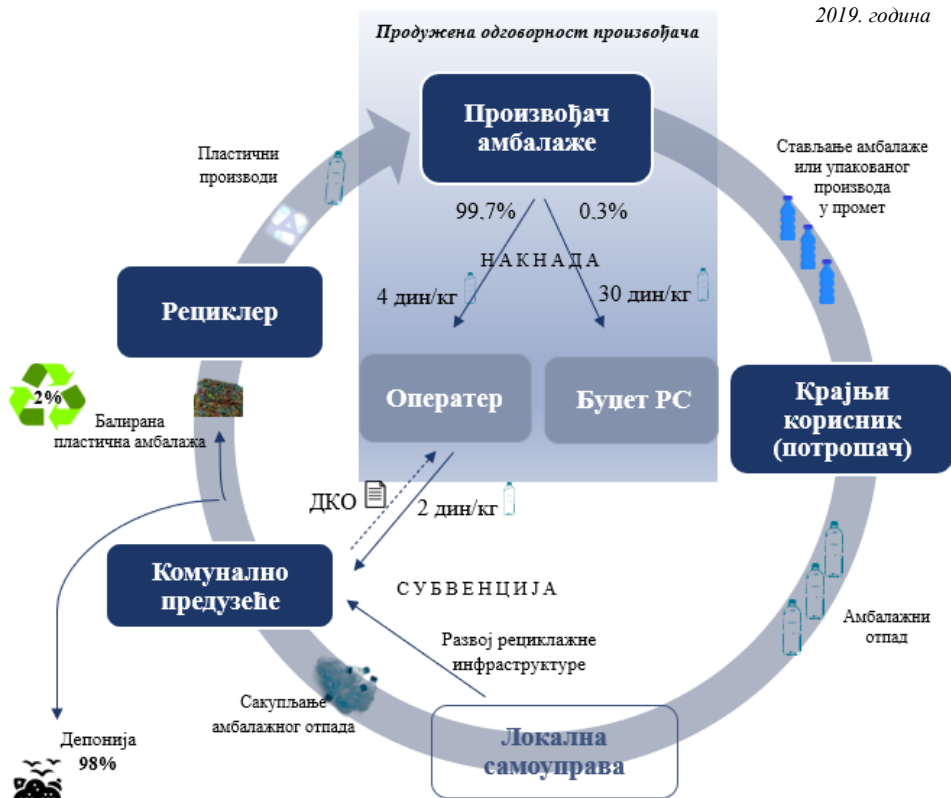 2019. година
Продужена одговорност произвођача
Произвођач
амбалаже
Пластични
производи
Стављање амбалаже
или упакованог
производа
у промет
99.7%
0.3%
НАКНАДА
4 дин/кг
30 дин/кг
Рециклер
2%
Балирана
пластична амбалажа
Оператер
Буџет РС
Крајњи
корисник
(потрошач)
ДКО
2 дин/кг
Комунално
предузеће
СУБВЕНЦИЈА
Развој рециклажне
инфраструктуре
Амбалажни
отпад
Сакупљање
амбалажног отпада
Локална
самоуправа
Депонија
98%